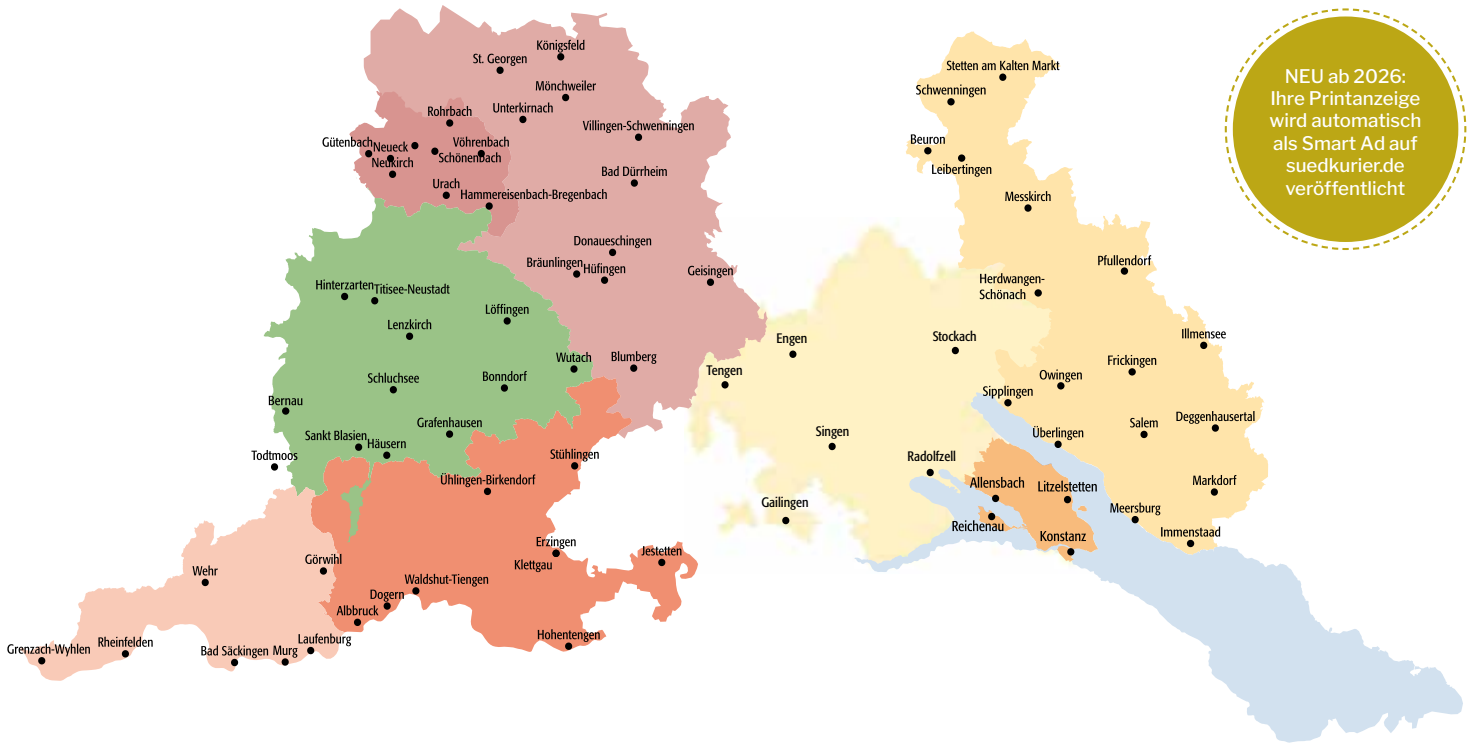 Königsfeld
St. Georgen
Mönchweiler
Unterkirnach
Rohrbach
Villingen-Schwenningen
Gütenbach
Neueck
Vöhrenbach
Schönenbach
Neukirch
Bad Dürrheim
Urach
Hammereisenbach-Bregenbach
Donaueschingen
Bräunlingen
Hüfingen
Geisingen
Hinterzarten
Titisee-Neustadt
Löffingen
Lenzkirch
Wutach
Blumberg
Schluchsee
Bonndorf
Bernau
Grafenhausen
Sankt Blasien
Häusern
Todtmoos
Stühlingen
Ühlingen-Birkendorf
Erzingen
Klettgau
Jestetten
Görwihl
Wehr
Waldshut-Tiengen
Dogern
Albbruck
Hohentengen
Laufenburg
Murg
Bad Säckingen
Rheinfelden
Grenzach-Wyhlen
Stetten am Kalten Markt
Schwenningen
Beuron
Leibertingen
Messkirch
Pfullendorf
Herdwangen-
Schönach
Illmensee
Stockach
Engen
Tengen
Frickingen
Owingen
Sipplingen
Deggenhausertal
Salem
Überlingen
Singen
Radolfzell
Allensbach
Litzelstetten
Markdorf
Gailingen
Reichenau
Konstanz
Meersburg
Immenstaad
NEU ab 2026:
Ihre Printanzeige
wird automatisch
als Smart Ad auf
suedkurier.de
veröffentlicht